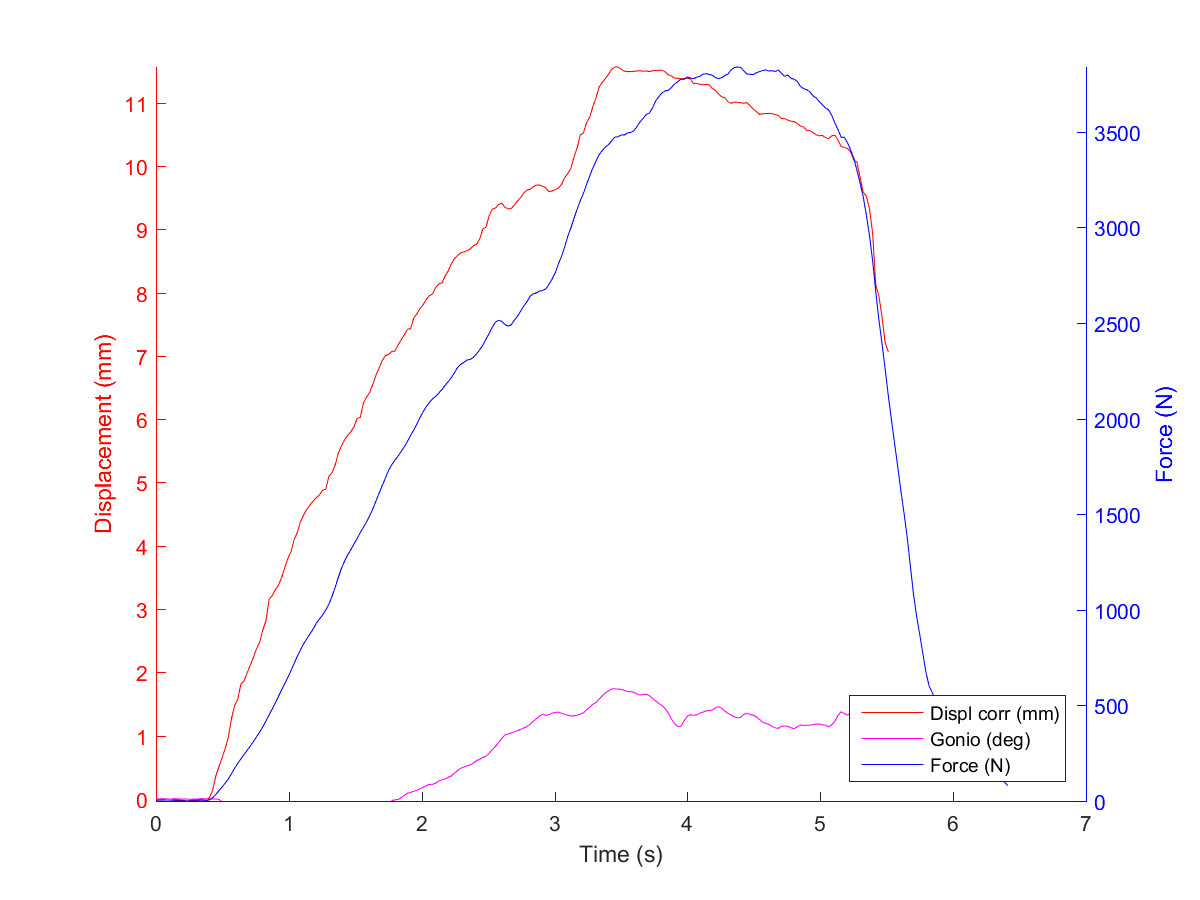 11
10
9
8
7
6
5
4
3
2
1
0
Displacement (mm)
3500
3000
2500
2000
1500
1000
500
0
Force (N)
Displ corr (mm)
Gonio (deg)
Force (N)
0 1 2 3 4 5 6 7
Time (s)